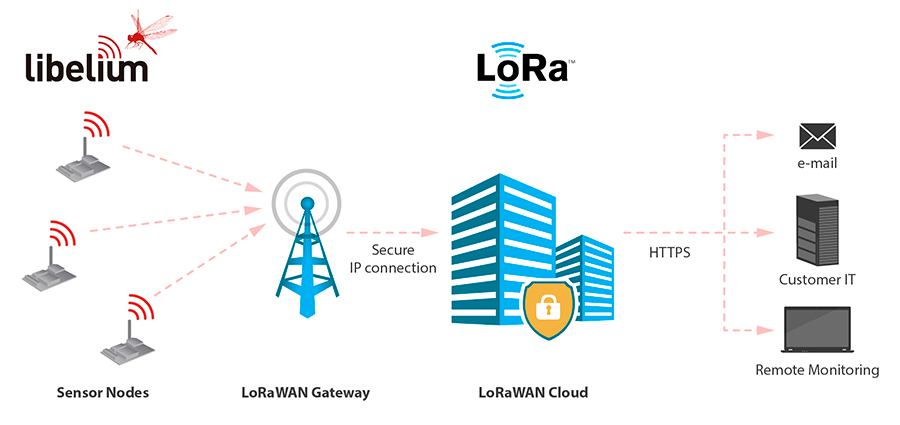 libelium
LoRa™
e-mail
Secure
IP connection
HTTPS
Customer IT
Remote Monitoring
Sensor Nodes
LoRaWAN Gateway
LoRaWAN Cloud